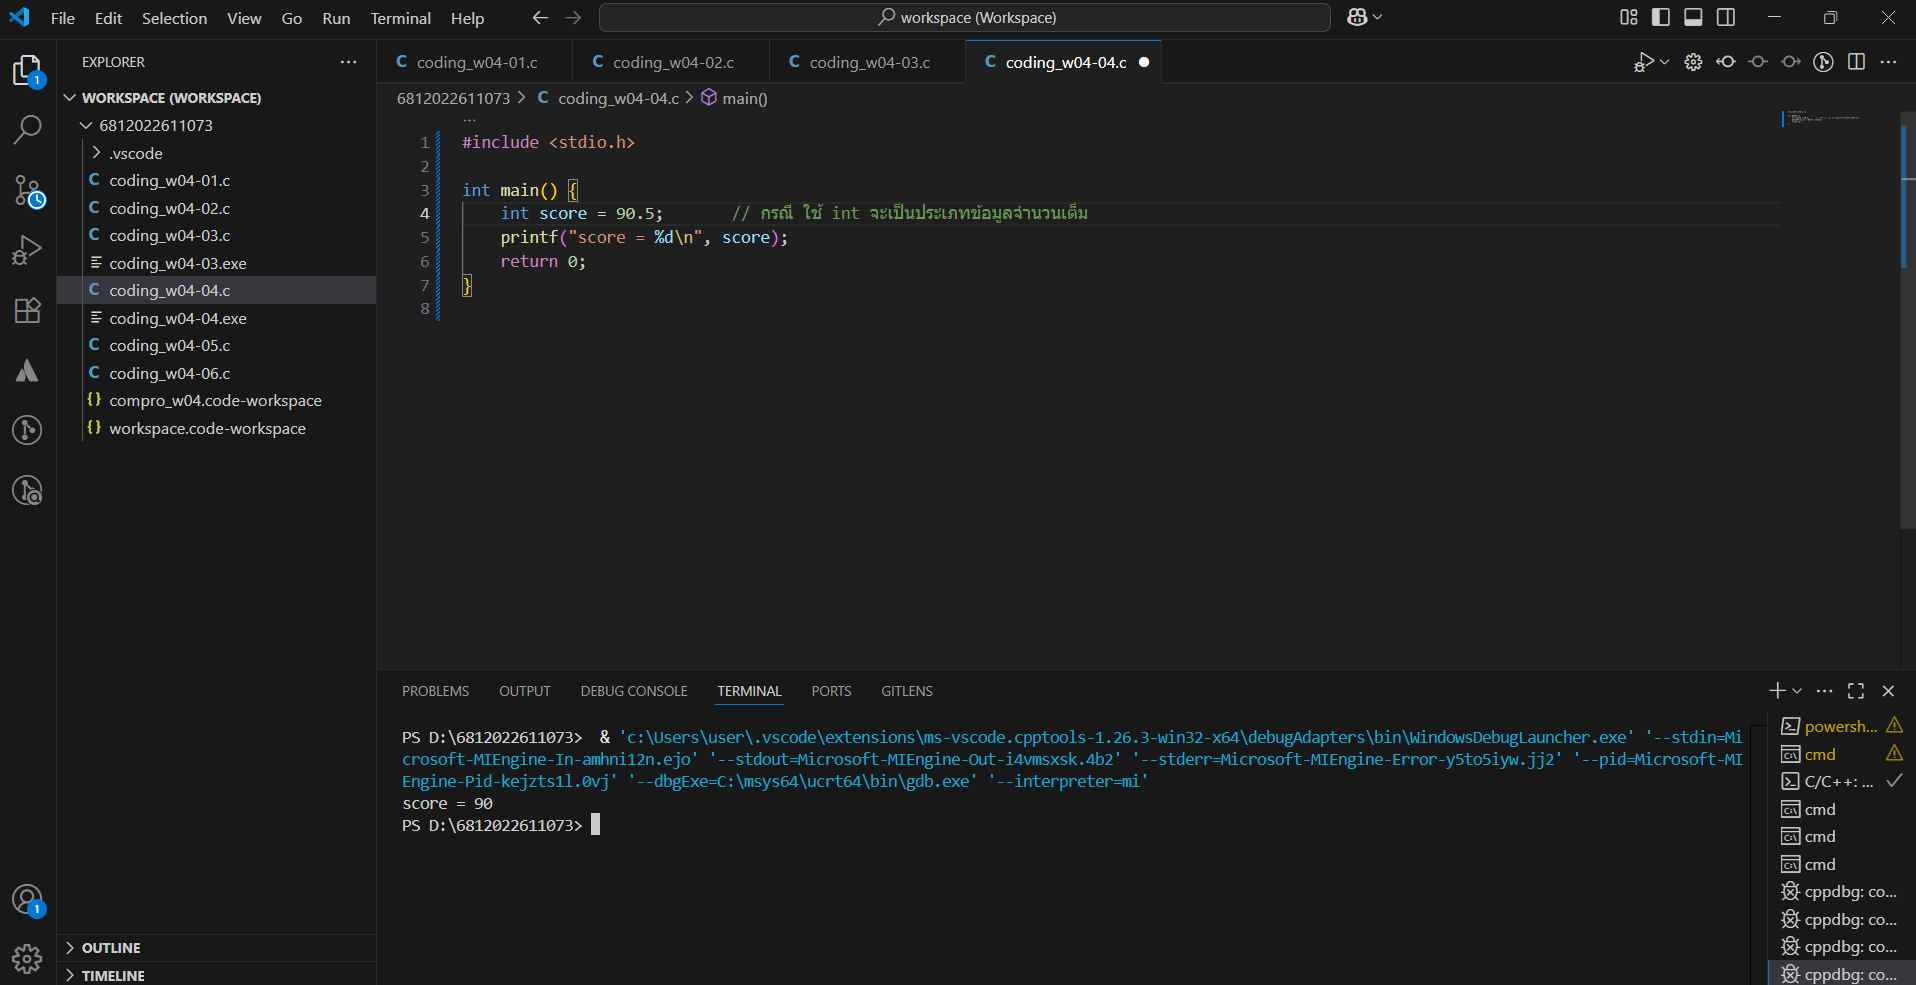 File Edit Selection View Go Run Terminal Help
workspace (Workspace)
EXPLORER
1
WORKSPACE (WORKSPACE)
6812022611073
.vscode
C coding_w04-01.c
C coding_w04-02.c
C coding_w04-03.c
coding_w04-03.exe
C coding_w04-04.c
coding_w04-04.exe
C coding_w04-05.c
C coding_w04-06.c
{} compro_w04.code-workspace
{} workspace.code-workspace
1
OUTLINE
TIMELINE
C coding_w04-01.c C coding_w04-02.c C coding_w04-03.c C coding_w04-04.c
6812022611073 > C coding_w04-04.c > main()
...
1 #include <stdio.h>
2
3 int main() {
4 int score = 90.5; // กรณี ใช้ int จะเป็นประเภทข้อมูลจำนวนเต็ม
5 printf("score = %d\n", score);
6 return 0;
7 }
8
PROBLEMS OUTPUT DEBUG CONSOLE TERMINAL PORTS GITLENS
PS D:\6812022611073> & 'c:\Users\user\.vscode\extensions\ms-vscode.cpptools-1.26.3-win32-x64\debugAdapters\bin\WindowsDebugLauncher.exe' '--stdin=Mi
crosoft-MIEngine-In-amhni12n.ejo' '--stdout=Microsoft-MIEngine-Out-i4vmsxsk.4b2' '--stderr=Microsoft-MIEngine-Error-y5to5iyw.jj2' '--pid=Microsoft-MI
Engine-Pid-kejzts1l.0vj' '--dbgExe=C:\msys64\ucrt64\bin\gdb.exe' '--interpreter=mi'
score = 90
PS D:\6812022611073>
powersh...
cmd
C/C++: ...
cmd
cmd
cmd
cppdbg: co...
cppdbg: co...
cppdbg: co...
cppdbg: co...